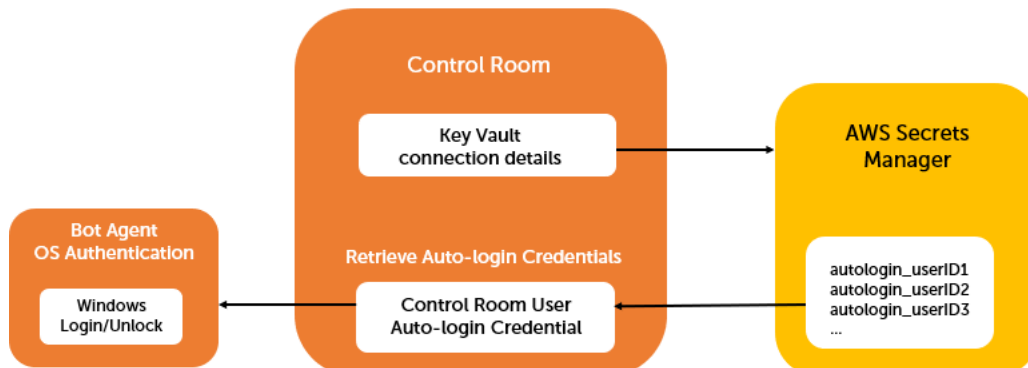 Control Room
Key Vault
connection details
AWS Secrets
Manager
Bot Agent
OS Authentication
Windows
Login/Unlock
Retrieve Auto-login Credentials
Control Room User
Auto-login Credential
autologin_userID1
autologin_userID2
autologin_userID3
...